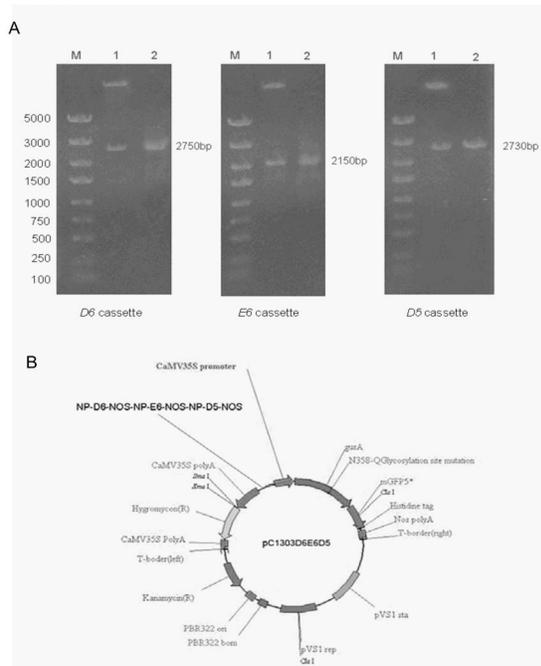 A
M 1 2
M 1 2
M 1 2
5000
3000
2000
1500
1000
750
500
250
100
2750bp
2150bp
2730bp
D6 cassette
E6 cassette
D5 cassette
B
CaMV35S promoter
NP-D6-NOS-NP-E6-NOS-NP-D5-NOS
gusA
N358-QGlycosylation site mutation
mGFP5*
Cla1
Histidine tag
Nos polyA
T-border(right)
CaMV35S polyA
Hygromycon(R)
CaMV35S PolyA
T-boder(left)
Kanamycin(R)
PBR322 ori
PBR322 bom
pC1303D6E6D5
pVS1 sta
pVS1 rep
Cla1